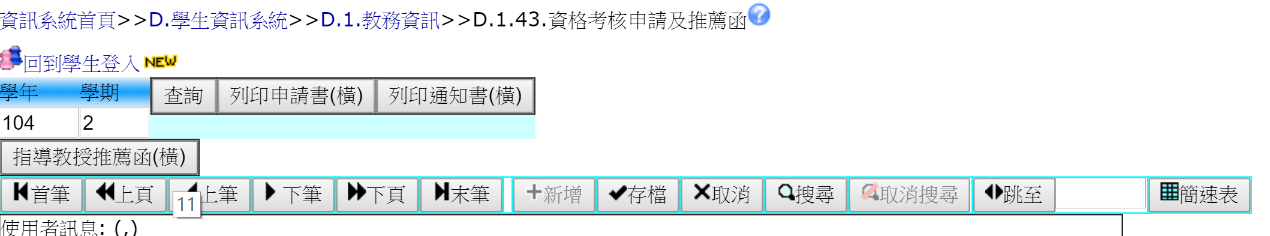 資訊系統首頁>>D.學生資訊系統>>D.1.教務資訊>>D.1.43.資格考核申請及推薦函?
回到學生登入 NEW
學年 學期 查詢 列印申請書(橫) 列印通知書(橫)
104 2
指導教授推薦函(橫)
首筆 上頁 上筆 下筆 下頁 末筆 新增 存檔 取消 搜尋 取消搜尋 跳至 簡速表
11
使用者訊息: (,)